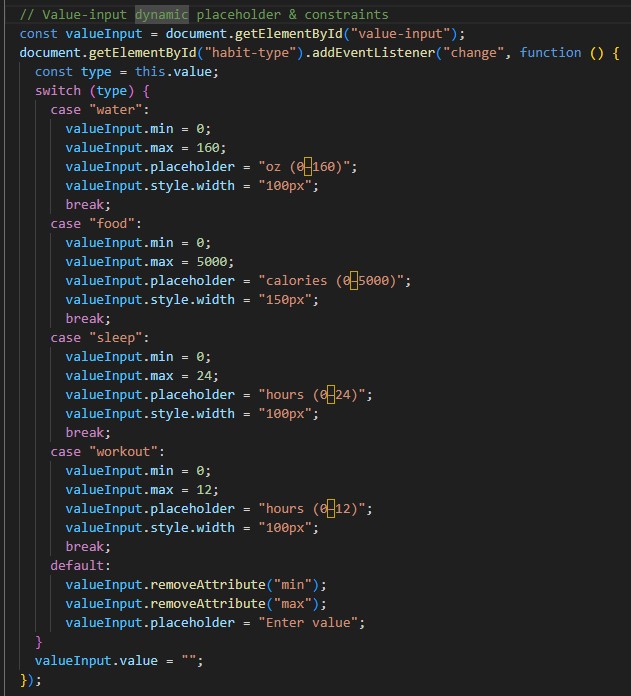 // Value-input dynamic placeholder & constraints
const valueInput = document.getElementById("value-input");
document.getElementById("habit-type").addEventListener("change", function () {
  const type = this.value;
  switch (type) {
    case "water":
      valueInput.min = 0;
      valueInput.max = 160;
      valueInput.placeholder = "oz (0–160)";
      valueInput.style.width = "100px";
      break;
    case "food":
      valueInput.min = 0;
      valueInput.max = 5000;
      valueInput.placeholder = "calories (0–5000)";
      valueInput.style.width = "150px";
      break;
    case "sleep":
      valueInput.min = 0;
      valueInput.max = 24;
      valueInput.placeholder = "hours (0–24)";
      valueInput.style.width = "100px";
      break;
    case "workout":
      valueInput.min = 0;
      valueInput.max = 12;
      valueInput.placeholder = "hours (0–12)";
      valueInput.style.width = "100px";
      break;
    default:
      valueInput.removeAttribute("min");
      valueInput.removeAttribute("max");
      valueInput.placeholder = "Enter value";
  }
  valueInput.value = "";
});